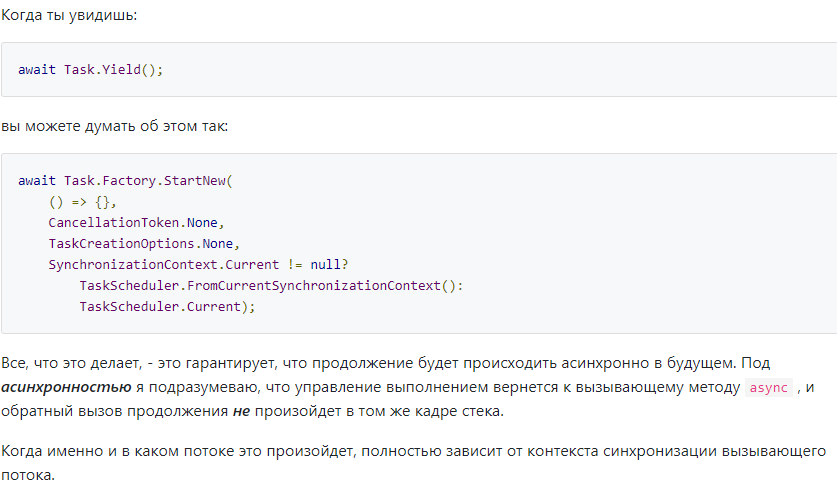 Когда ты увидишь:
await Task.Yield();
вы можете думать об этом так:
await Task.Factory.StartNew(
    () => {},
    CancellationToken.None,
    TaskCreationOptions.None,
    SynchronizationContext.Current != null?
        TaskScheduler.FromCurrentSynchronizationContext():
        TaskScheduler.Current);
Все, что это делает, - это гарантирует, что продолжение будет происходить асинхронно в будущем. Под
асинхронностью я подразумеваю, что управление выполнением вернется к вызывающему методу async , и
обратный вызов продолжения не произойдет в том же кадре стека.
Когда именно и в каком потоке это произойдет, полностью зависит от контекста синхронизации вызывающего
потока.